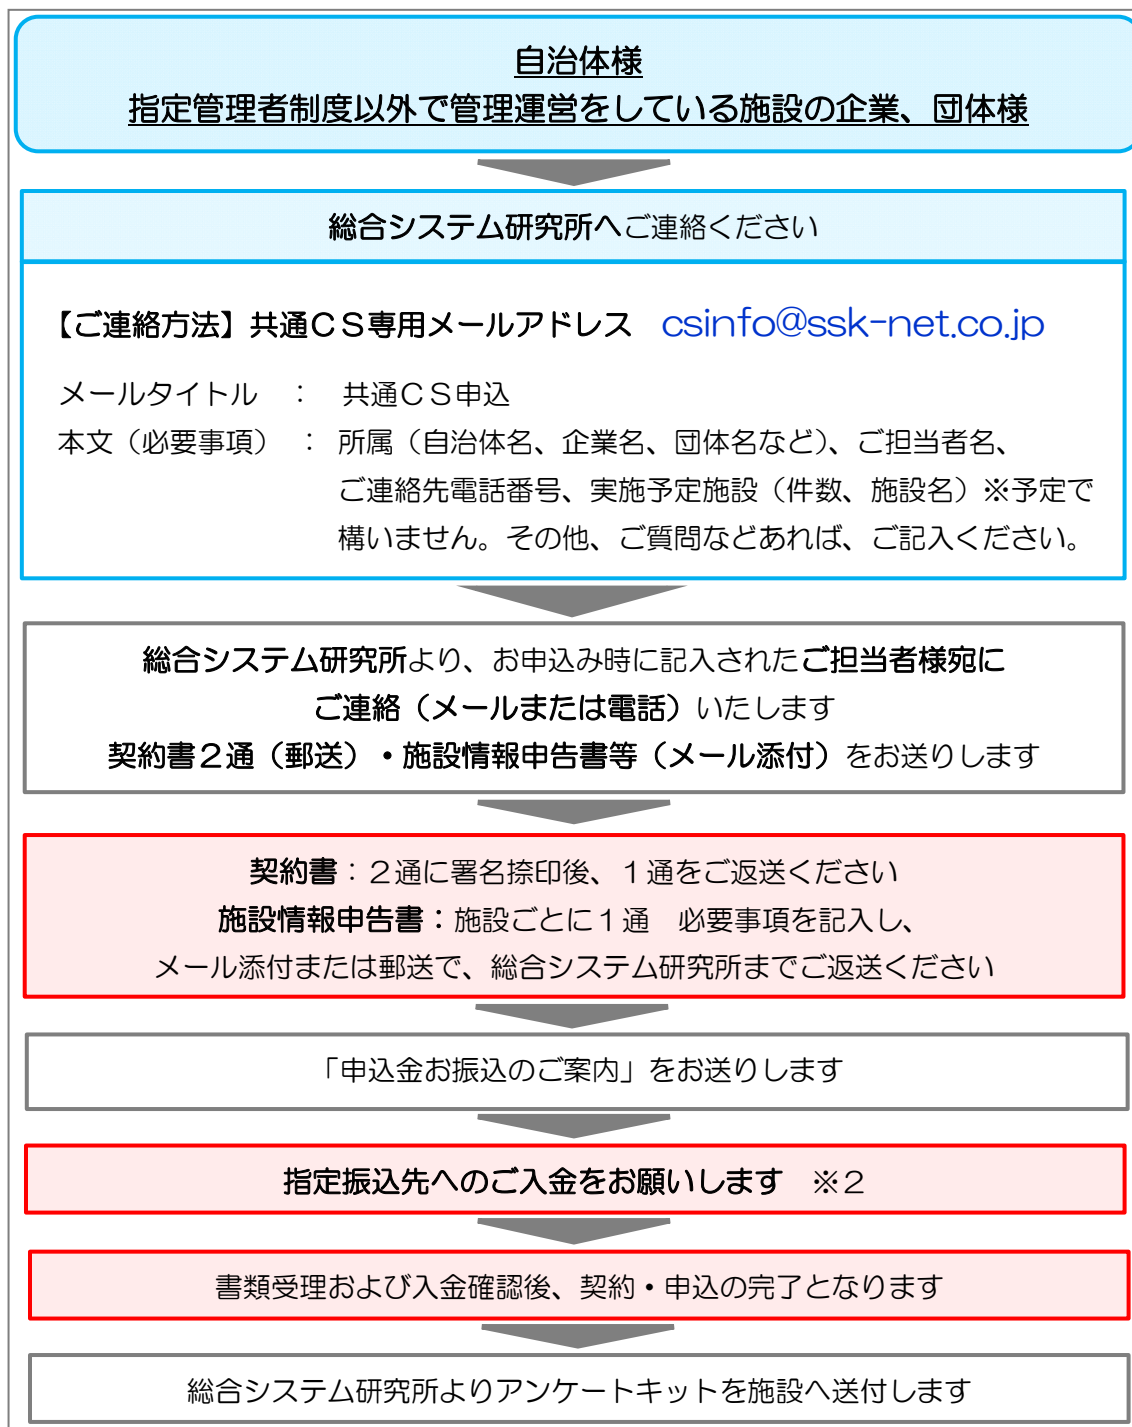 自治体様
指定管理者制度以外で管理運営をしている施設の企業、団体様
総合システム研究所へご連絡ください
【ご連絡方法】共通ＣＳ専用メールアドレス　csinfo@ssk-net.co.jp
メールタイトル　：　共通ＣＳ申込
本文（必要事項）　：　所属（自治体名、企業名、団体名など）、ご担当者名、
ご連絡先電話番号、実施予定施設（件数、施設名）※予定で
構いません。その他、ご質問などあれば、ご記入ください。
総合システム研究所より、お申込み時に記入されたご担当者様宛に
ご連絡（メールまたは電話）いたします
契約書２通（郵送）・施設情報申告書等（メール添付）をお送りします
契約書：２通に署名捺印後、１通をご返送ください
施設情報申告書：施設ごとに１通　必要事項を記入し、
メール添付または郵送で、総合システム研究所までご返送ください
「申込金お振込のご案内」をお送りします
指定振込先へのご入金をお願いします　※２
書類受理および入金確認後、契約・申込の完了となります
総合システム研究所よりアンケートキットを施設へ送付します